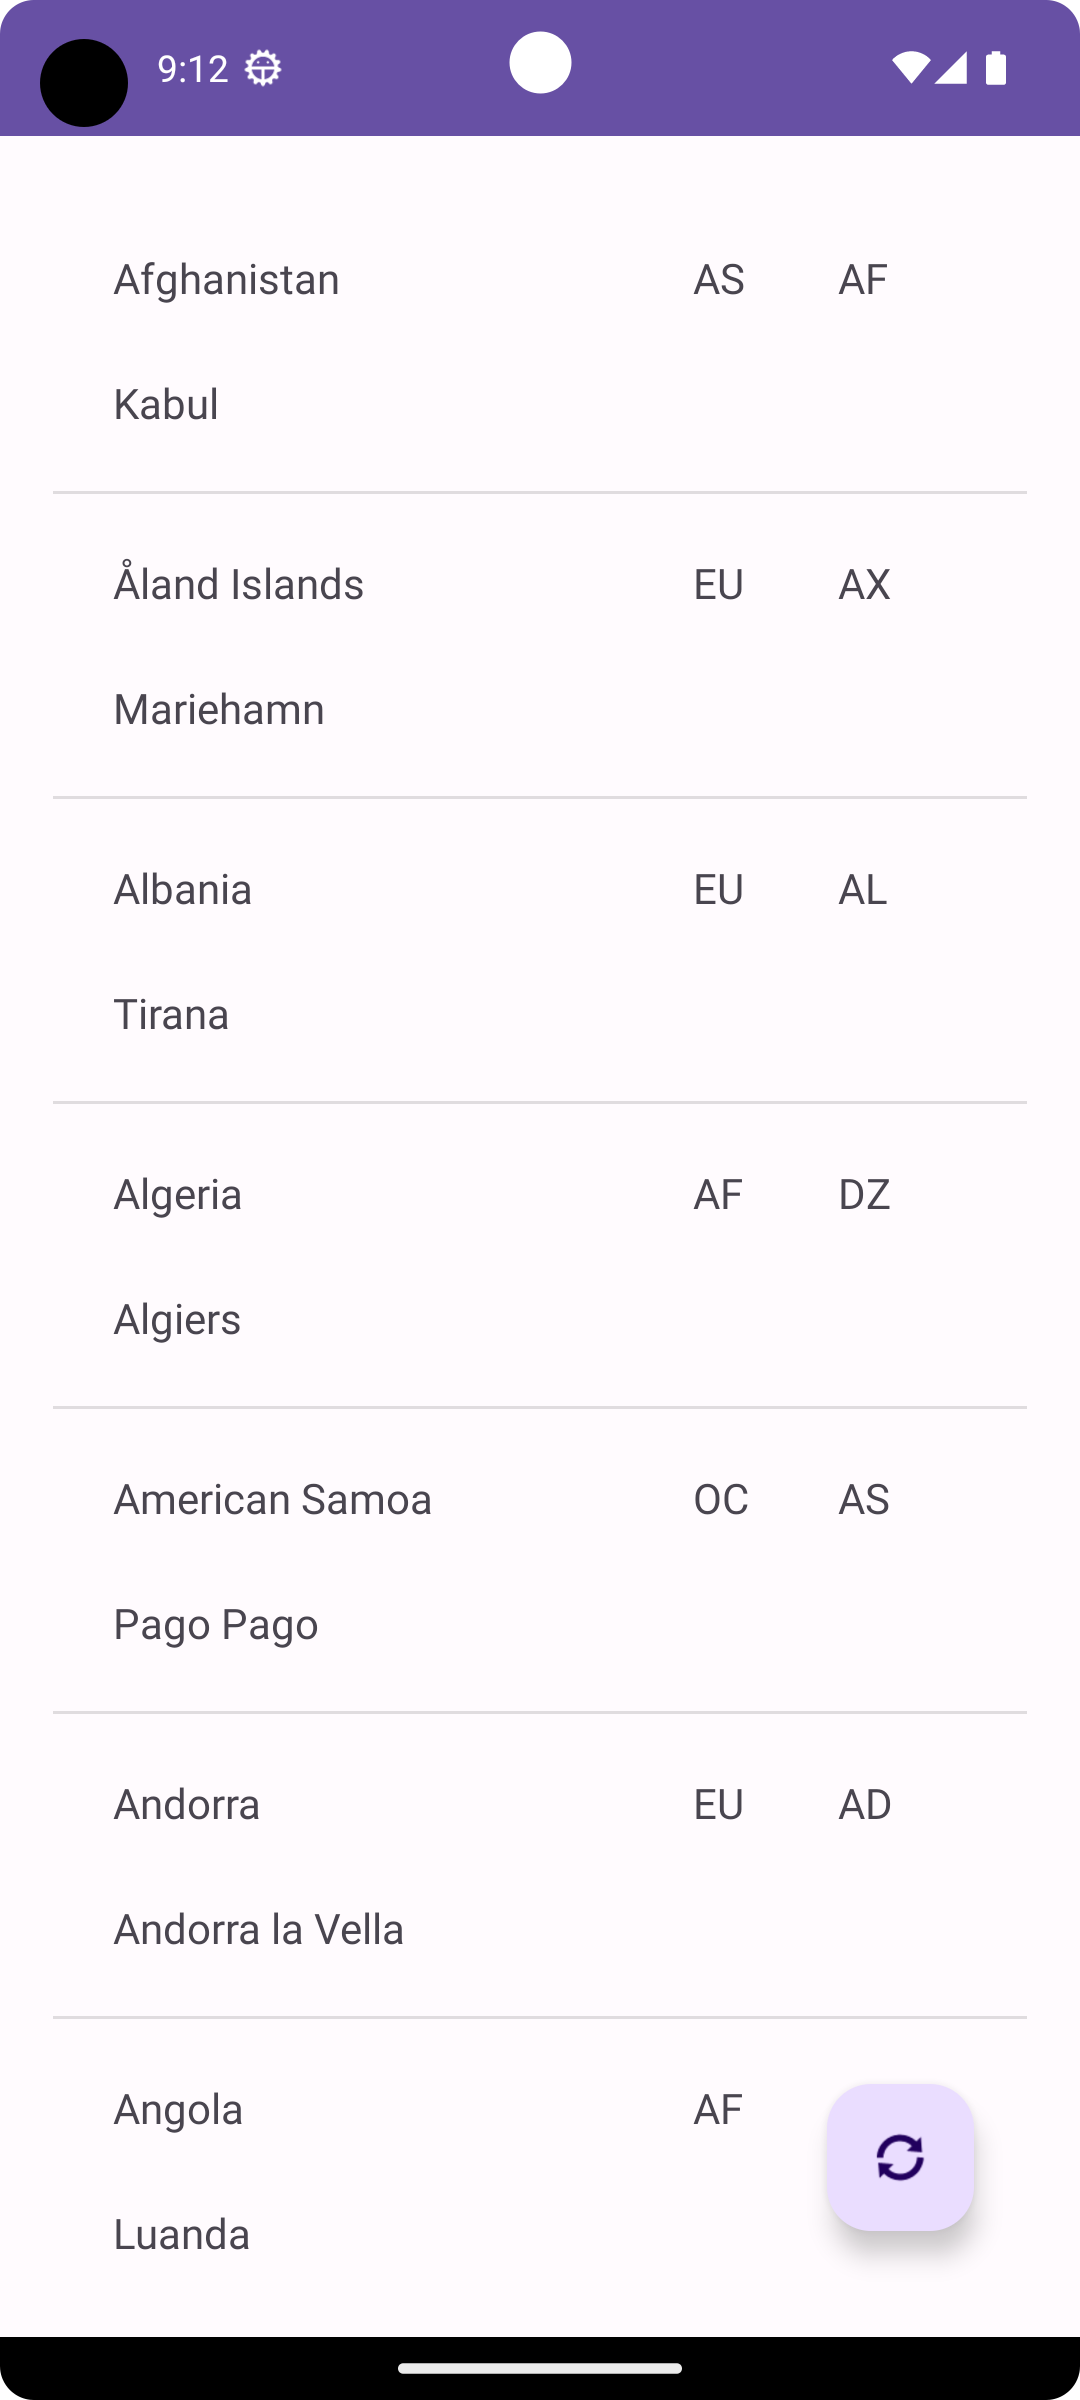 9:12
Afghanistan AS AF
Kabul
Åland Islands EU AX
Mariehamn
Albania EU AL
Tirana
Algeria AF DZ
Algiers
American Samoa OC AS
Pago Pago
Andorra EU AD
Andorra la Vella
Angola AF
Luanda